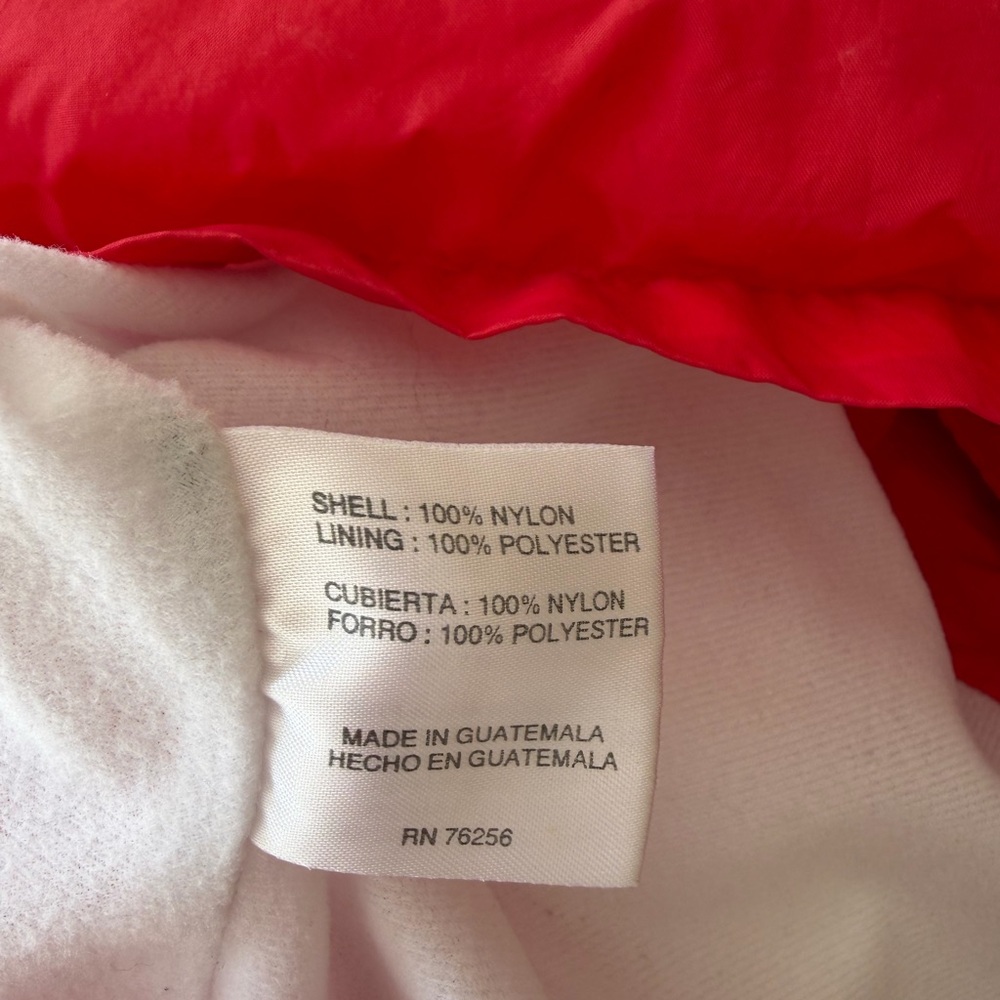 SHELL : 100% NYLON
LINING : 100% POLYESTER
CUBIERTA : 100% NYLON
FORRO : 100% POLYESTER
MADE IN GUATEMALA
HECHO EN GUATEMALA
RN 76256